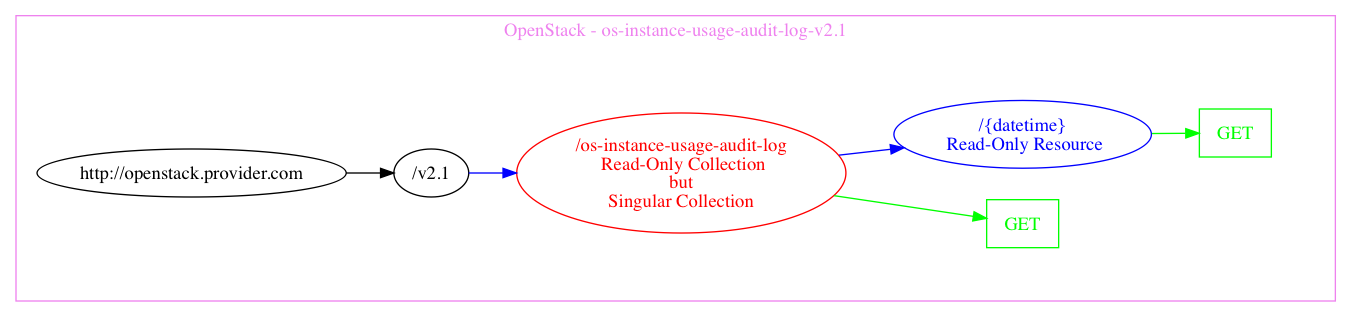 OpenStack - os-instance-usage-audit-log-v2.1
http://openstack.provider.com
/v2.1
/os-instance-usage-audit-log
Read-Only Collection
but
Singular Collection
/{datetime}
Read-Only Resource
GET
GET